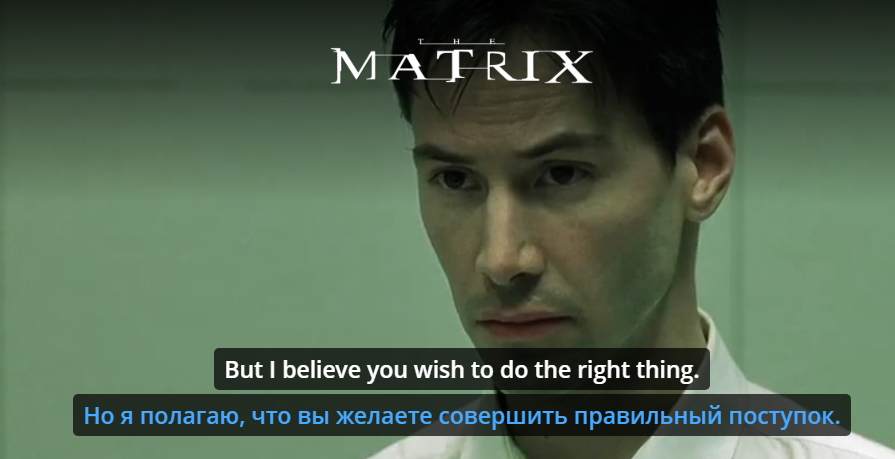 THE
MATRIX
But I believe you wish to do the right thing.
Но я полагаю, что вы желаете совершить правильный поступок.